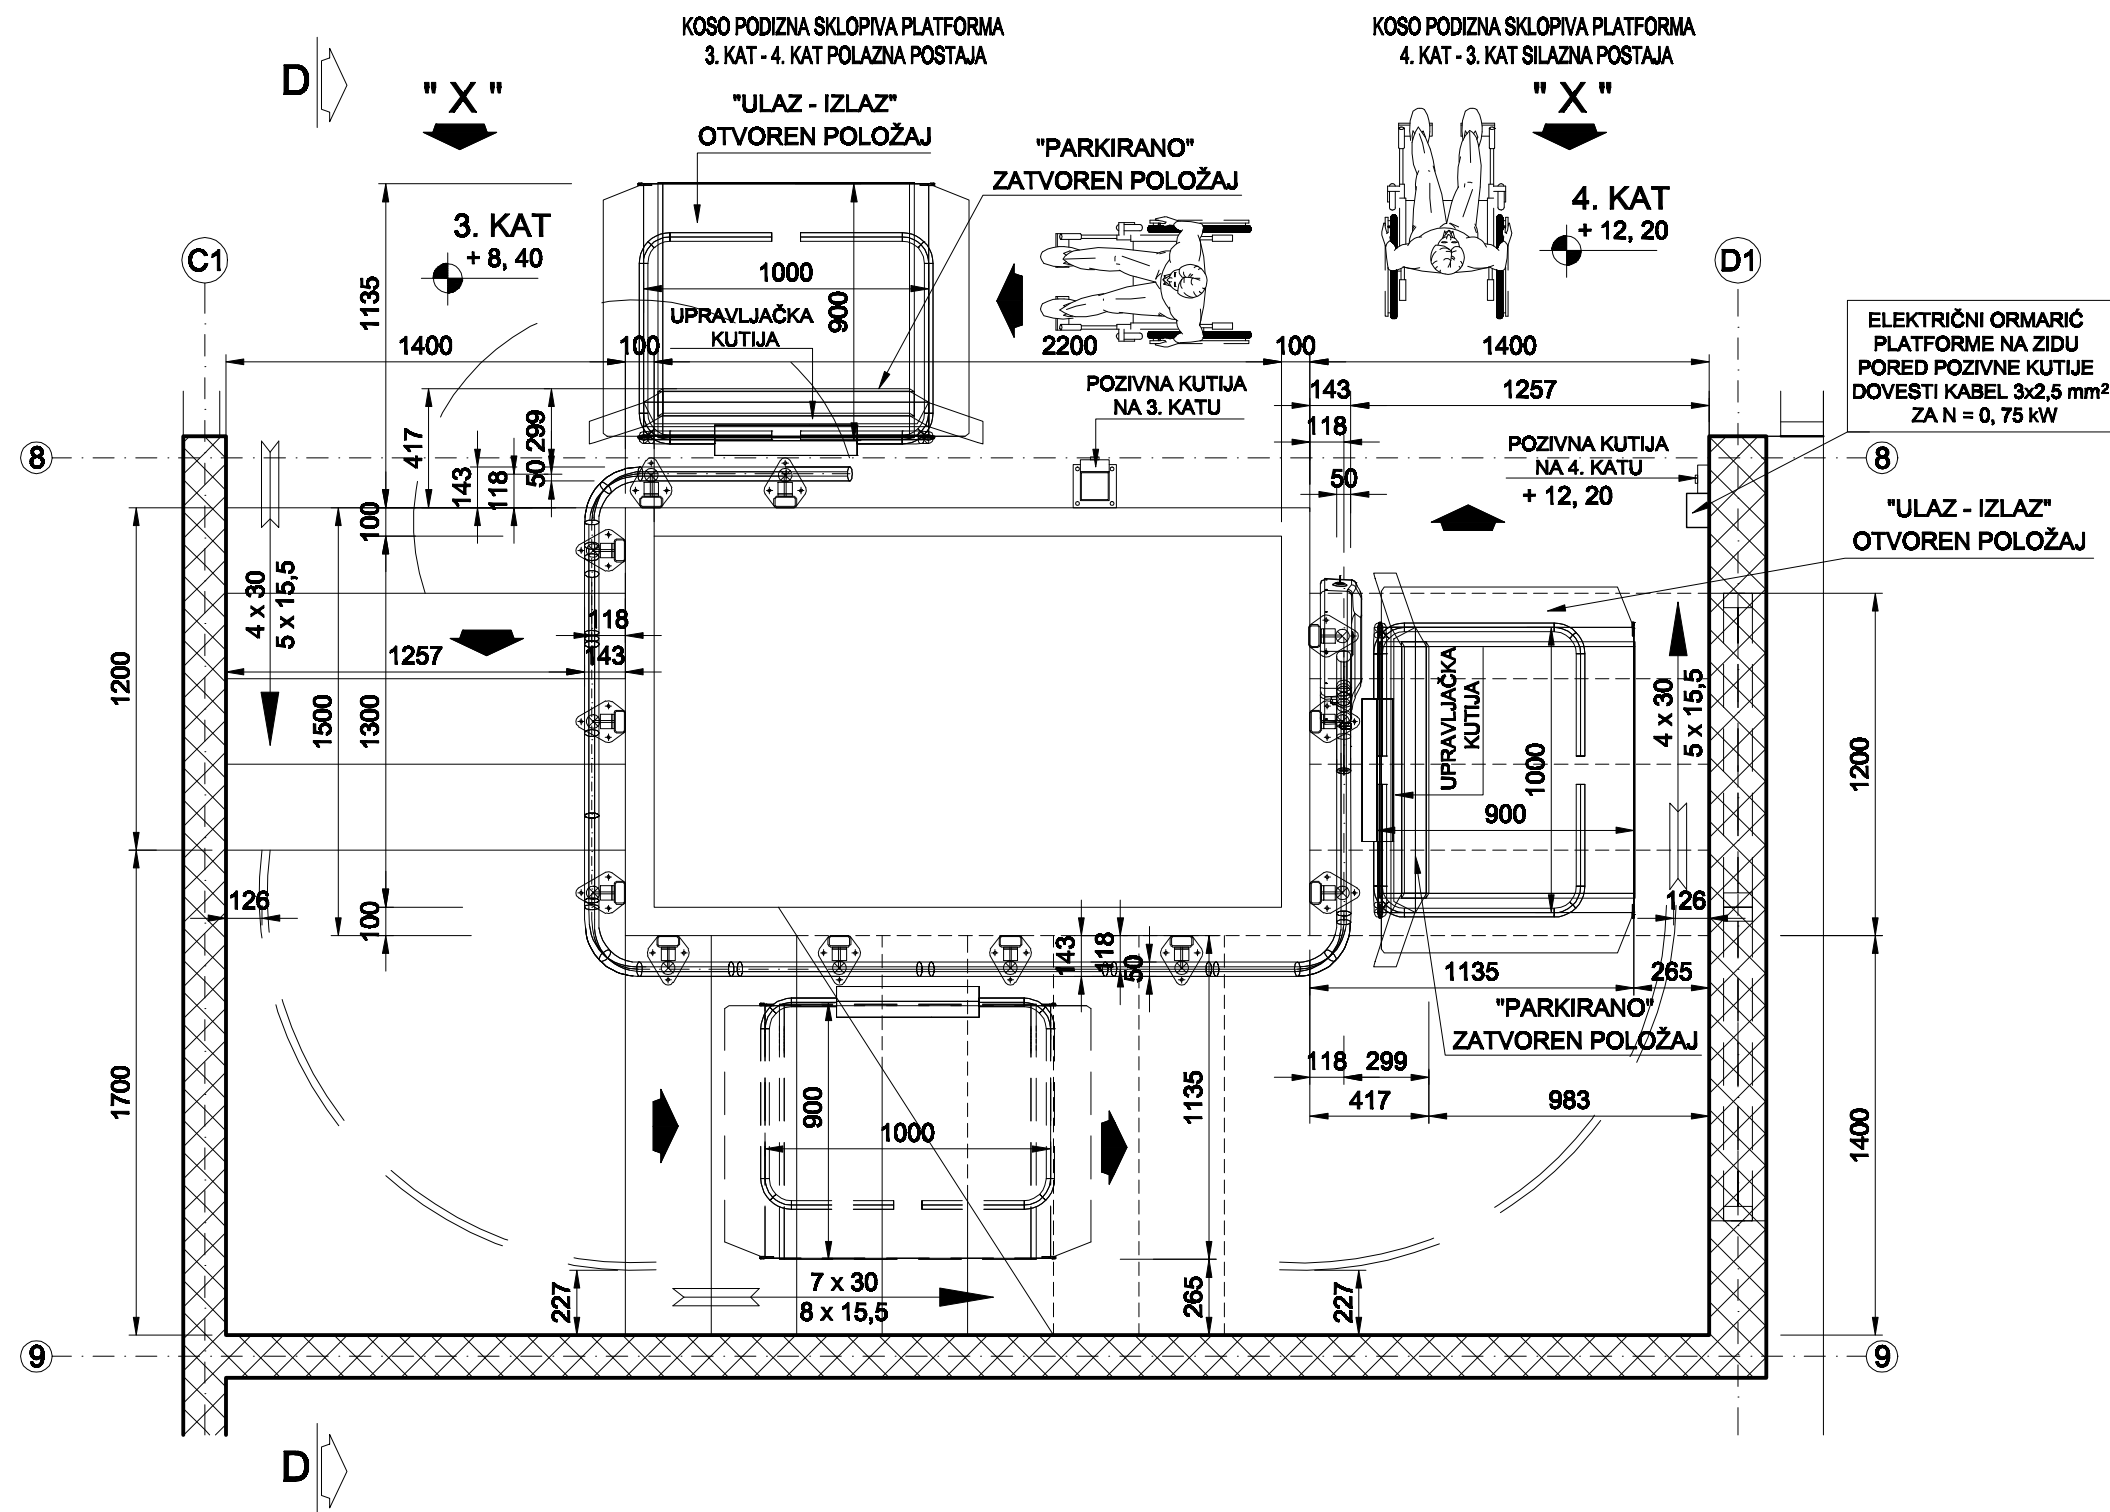 KOSO PODIZNA SKLOPIVA PLATFORMA
3. KAT - 4. KAT POLAZNA POSTAJA
KOSO PODIZNA SKLOPIVA PLATFORMA
4. KAT - 3. KAT SILAZNA POSTAJA
D
" X "
"ULAZ - IZLAZ"
OTVOREN POLOŽAJ
"PARKIRANO"
ZATVOREN POLOŽAJ
" X "
3. KAT
+ 8, 40
4. KAT
+ 12, 20
C1
D1
1135
1000
900
UPRAVLJAČKA
KUTIJA
ELEKTRIČNI ORMARIĆ
PLATFORME NA ZIDU
PORED POZIVNE KUTIJE
DOVESTI KABEL 3x2,5 mm²
ZA N = 0, 75 kW
1400
100
2200
100
1400
143
1257
118
50
POZIVNA KUTIJA
NA 3. KATU
POZIVNA KUTIJA
NA 4. KATU
+ 12, 20
8
8
417
299
143
118
50
100
"ULAZ - IZLAZ"
OTVOREN POLOŽAJ
4 x 30
5 x 15,5
118
1257
143
1200
1500
1300
UPRAVLJAČKA
KUTIJA
1000
900
4 x 30
5 x 15,5
1200
126
100
126
143
118
50
1135
265
"PARKIRANO"
ZATVOREN POLOŽAJ
118
299
417
983
1700
900
1000
1135
1400
7 x 30
8 x 15,5
227
265
227
9
9
D